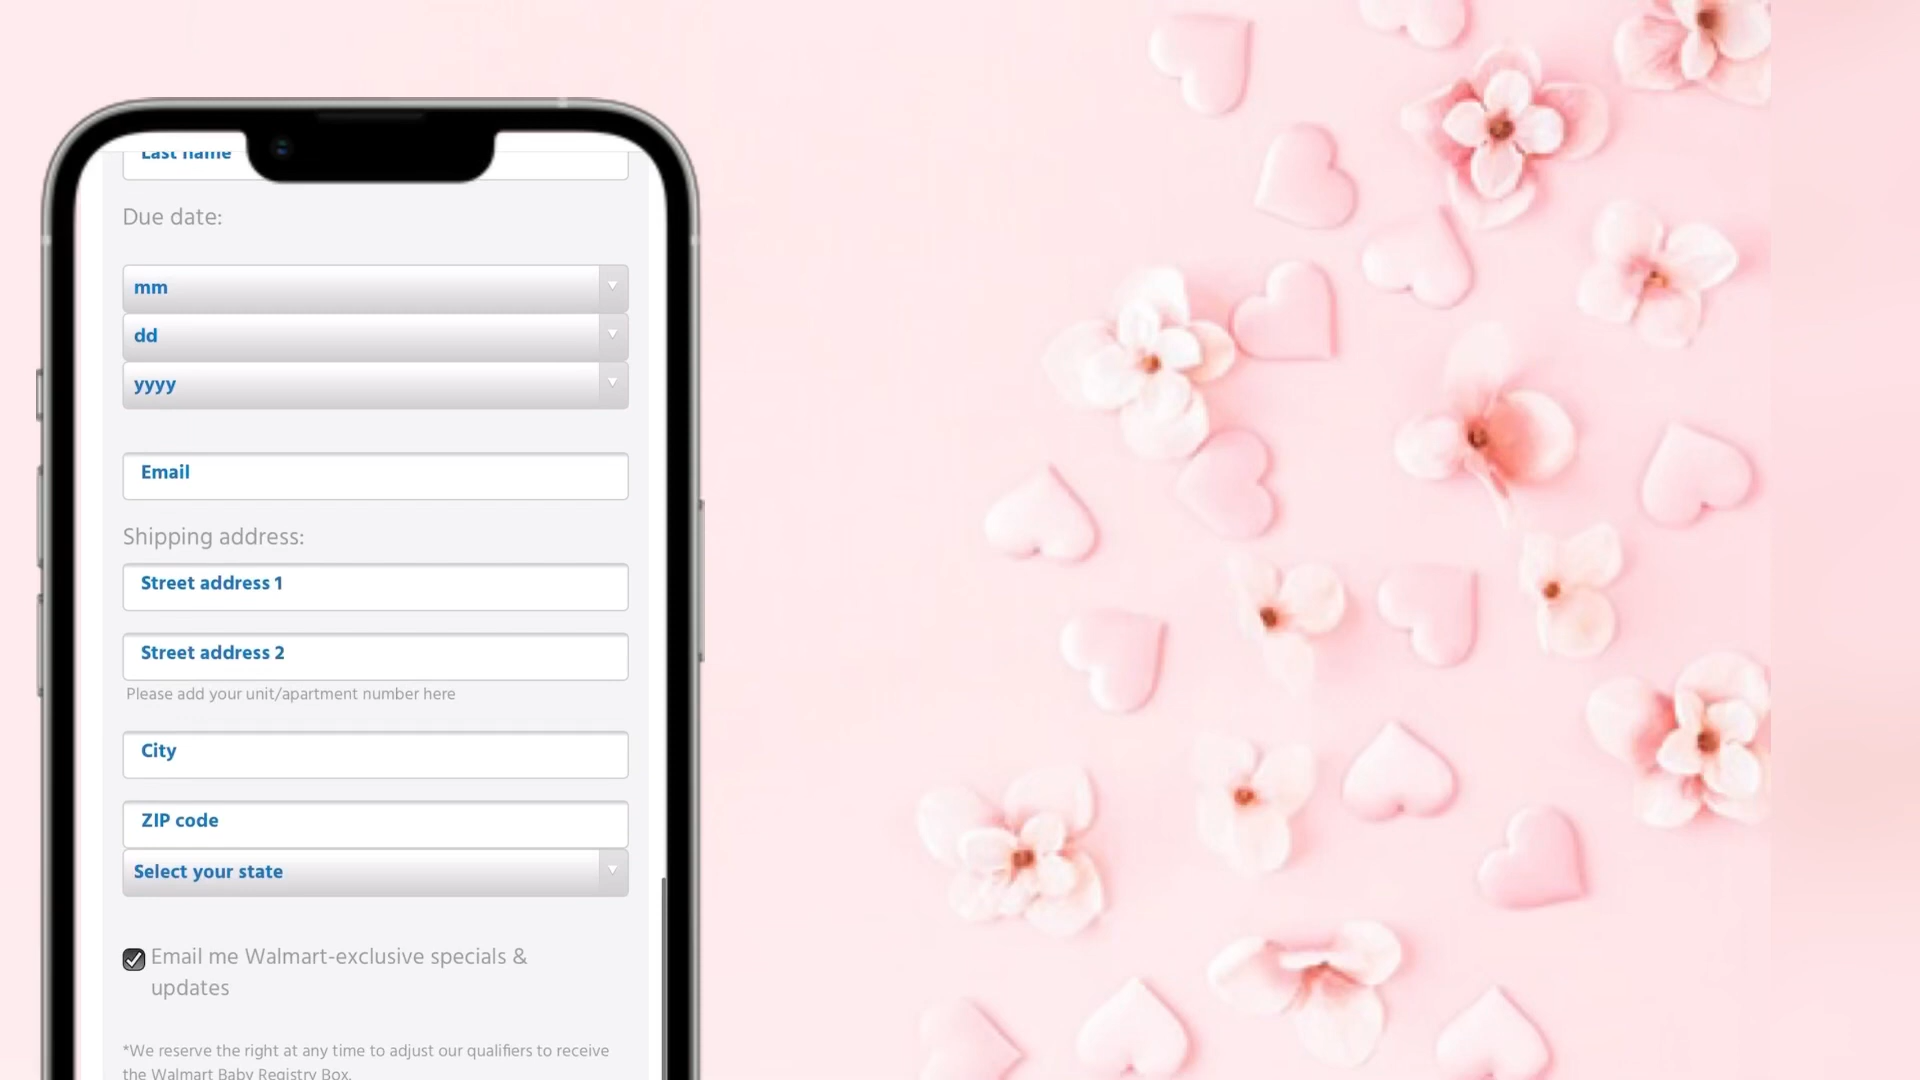 Last name
Due date:
mm
dd
yyyy
Email
Shipping address:
Street address 1
Street address 2
Please add your unit/apartment number here
City
ZIP code
Select your state
Email me Walmart-exclusive specials &
updates
*We reserve the right at any time to adjust our qualifiers to receive
the Walmart Baby Registry Box.